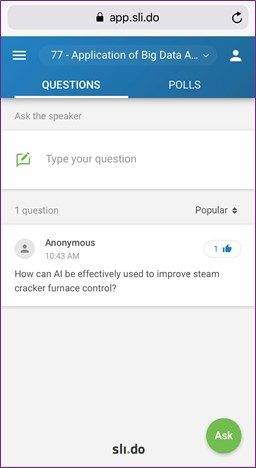 app.sli.do
77 - Application of Big Data A...
QUESTIONS
POLLS
Ask the speaker
Type your question
1 question
Popular
Anonymous
10:43 AM
1
How can AI be effectively used to improve steam
cracker furnace control?
Ask
sli.do